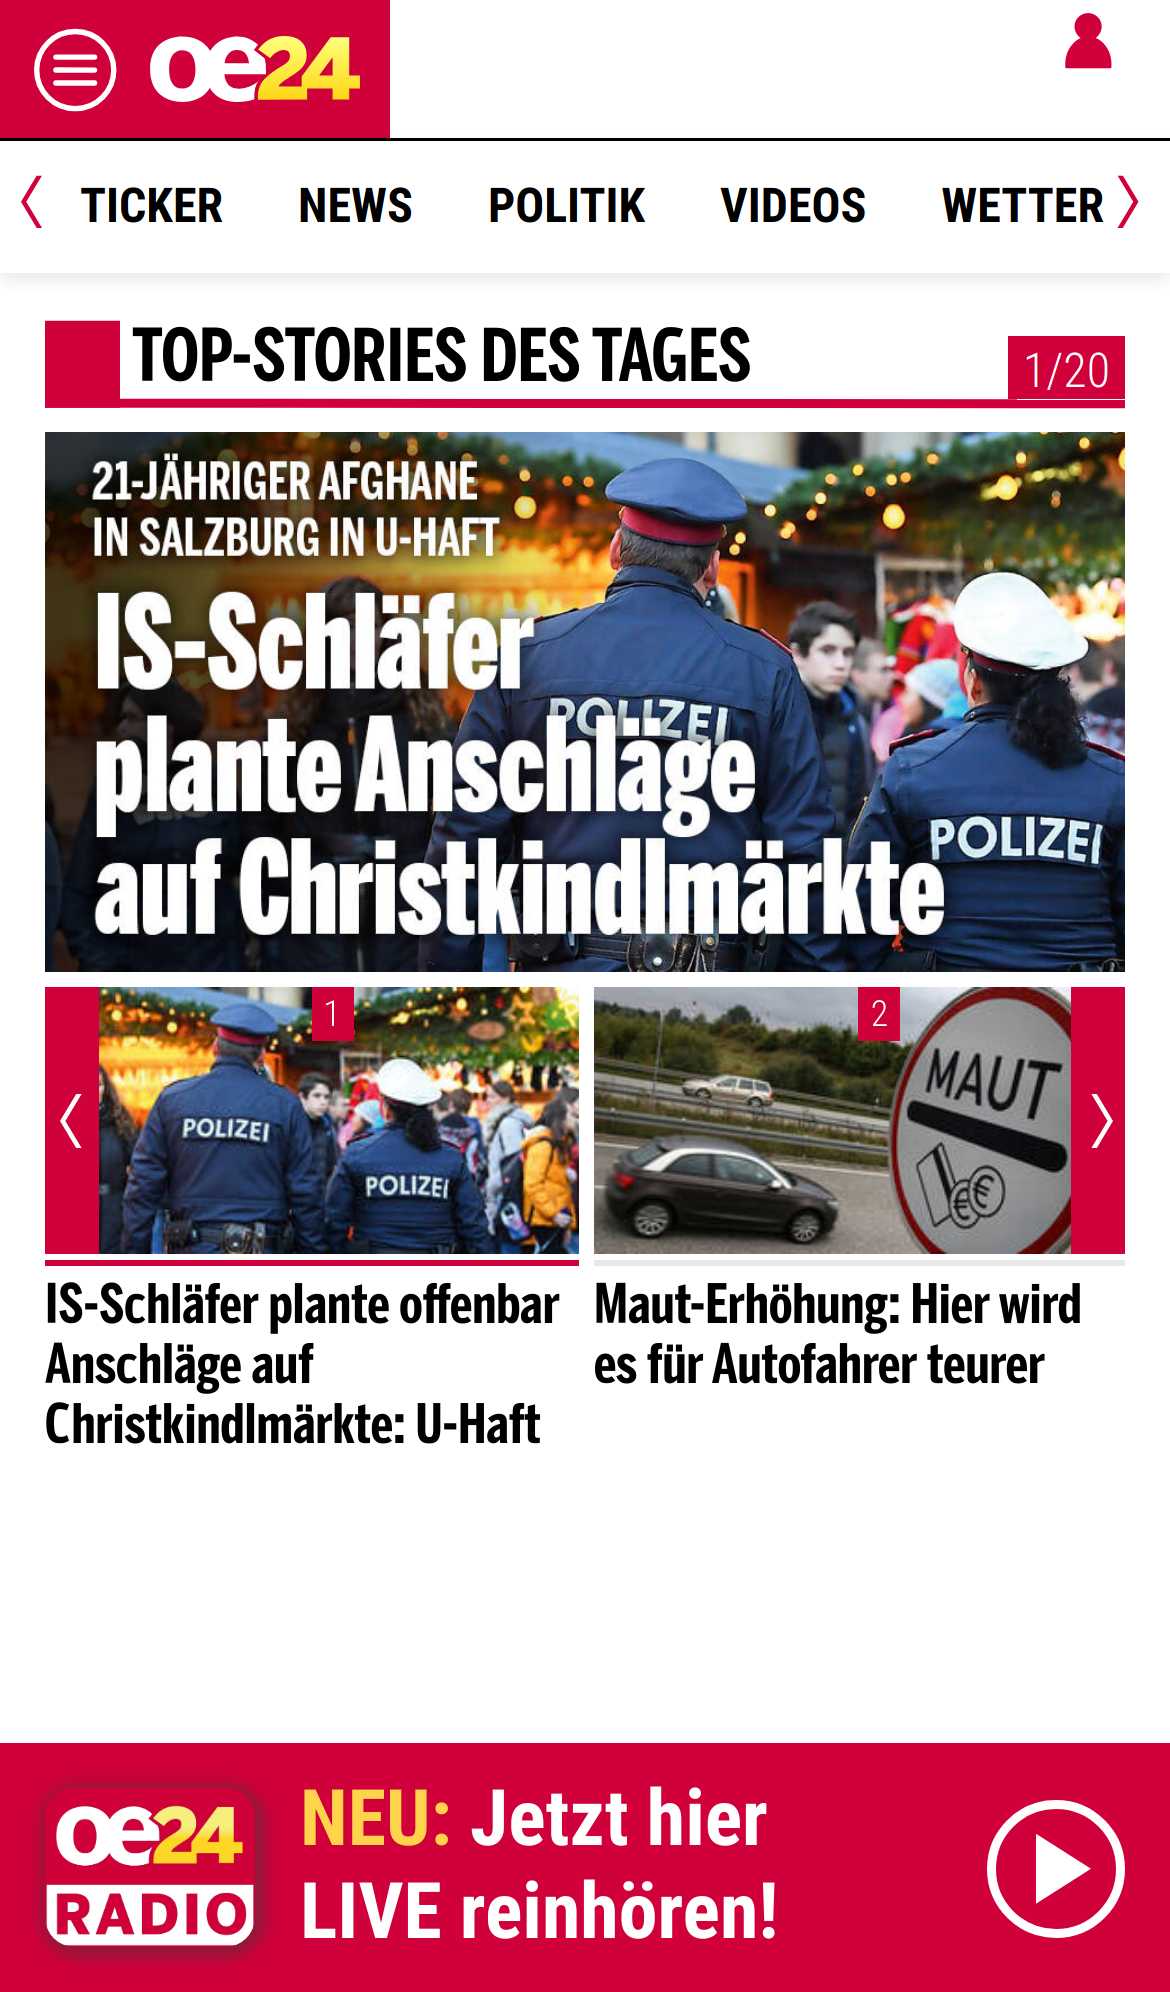 oe24
TICKER NEWS POLITIK VIDEOS WETTER
TOP-STORIES DES TAGES
1/20
21-JÄHRIGER AFGHANE
IN SALZBURG IN U-HAFT
IS-Schläfer
plante Anschläge
auf Christkindlmärkte
POLIZEI
POLIZEI
1
POLIZEI
POLIZEI
IS-Schläfer plante offenbar
Anschläge auf
Christkindlmärkte: U-Haft
2
MAUT
Maut-Erhöhung: Hier wird
es für Autofahrer teurer
oe24
RADIO
NEU: Jetzt hier
LIVE reinhören!